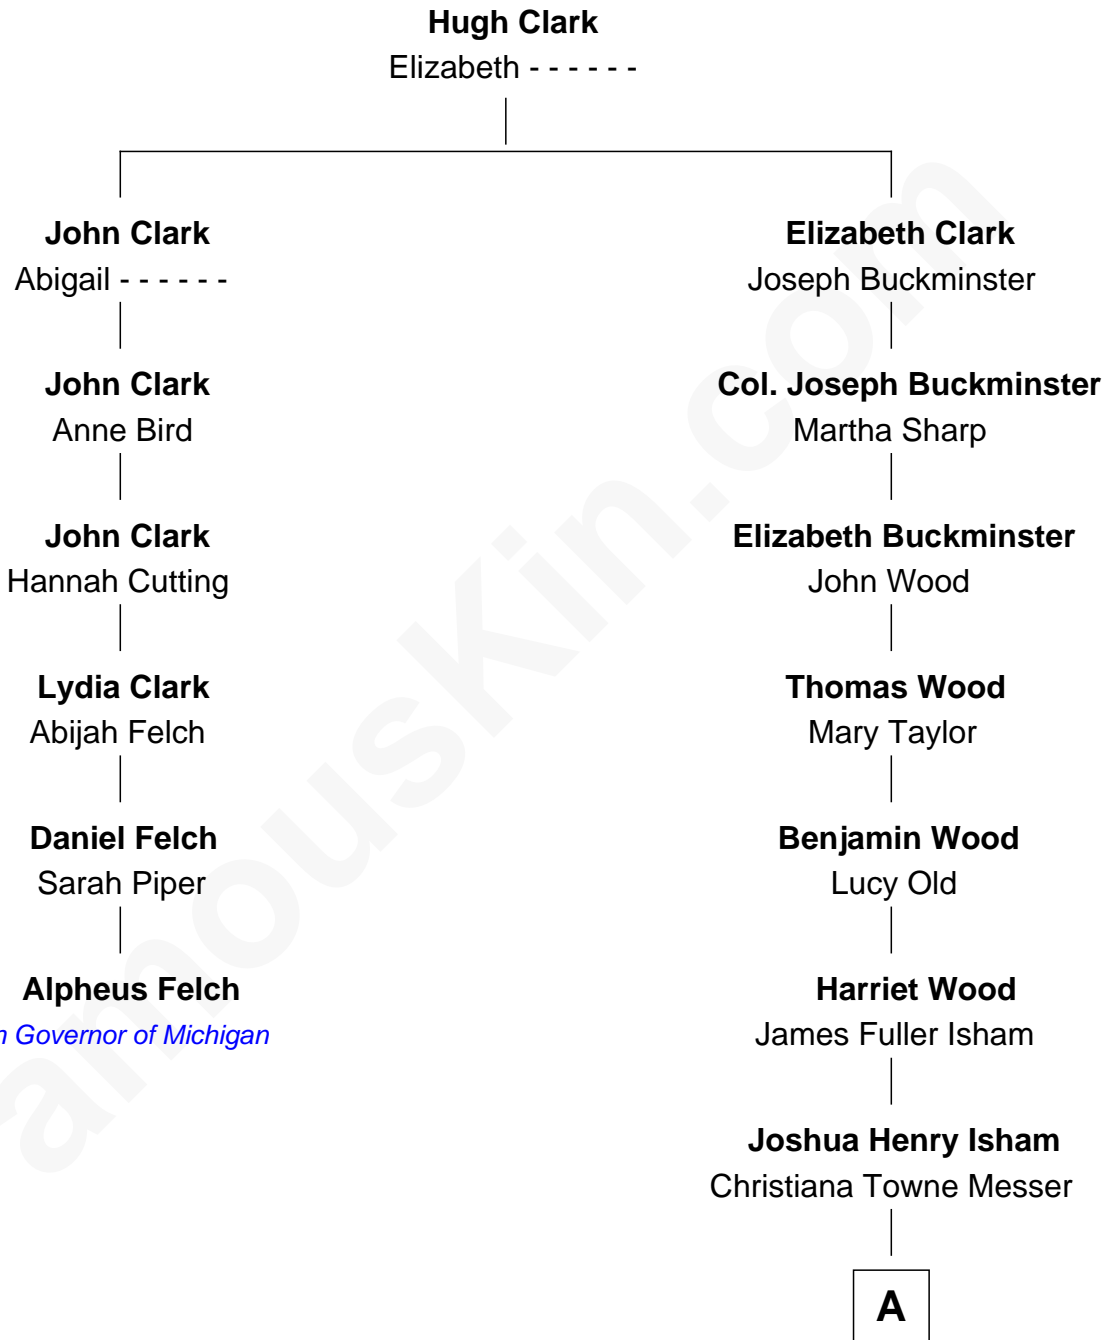 Hugh Clark
Elizabeth - - - - - -
John Clark
Abigail - - - - - -
John Clark
Anne Bird
John Clark
Hannah Cutting
Lydia Clark
Abijah Felch
Daniel Felch
Sarah Piper
Alpheus Felch
Governor of Michigan
Elizabeth Clark
Joseph Buckminster
Col. Joseph Buckminster
Martha Sharp
Elizabeth Buckminster
John Wood
Thomas Wood
Mary Taylor
Benjamin Wood
Lucy Old
Harriet Wood
James Fuller Isham
Joshua Henry Isham
Christiana Towne Messer
A
amouskin.com